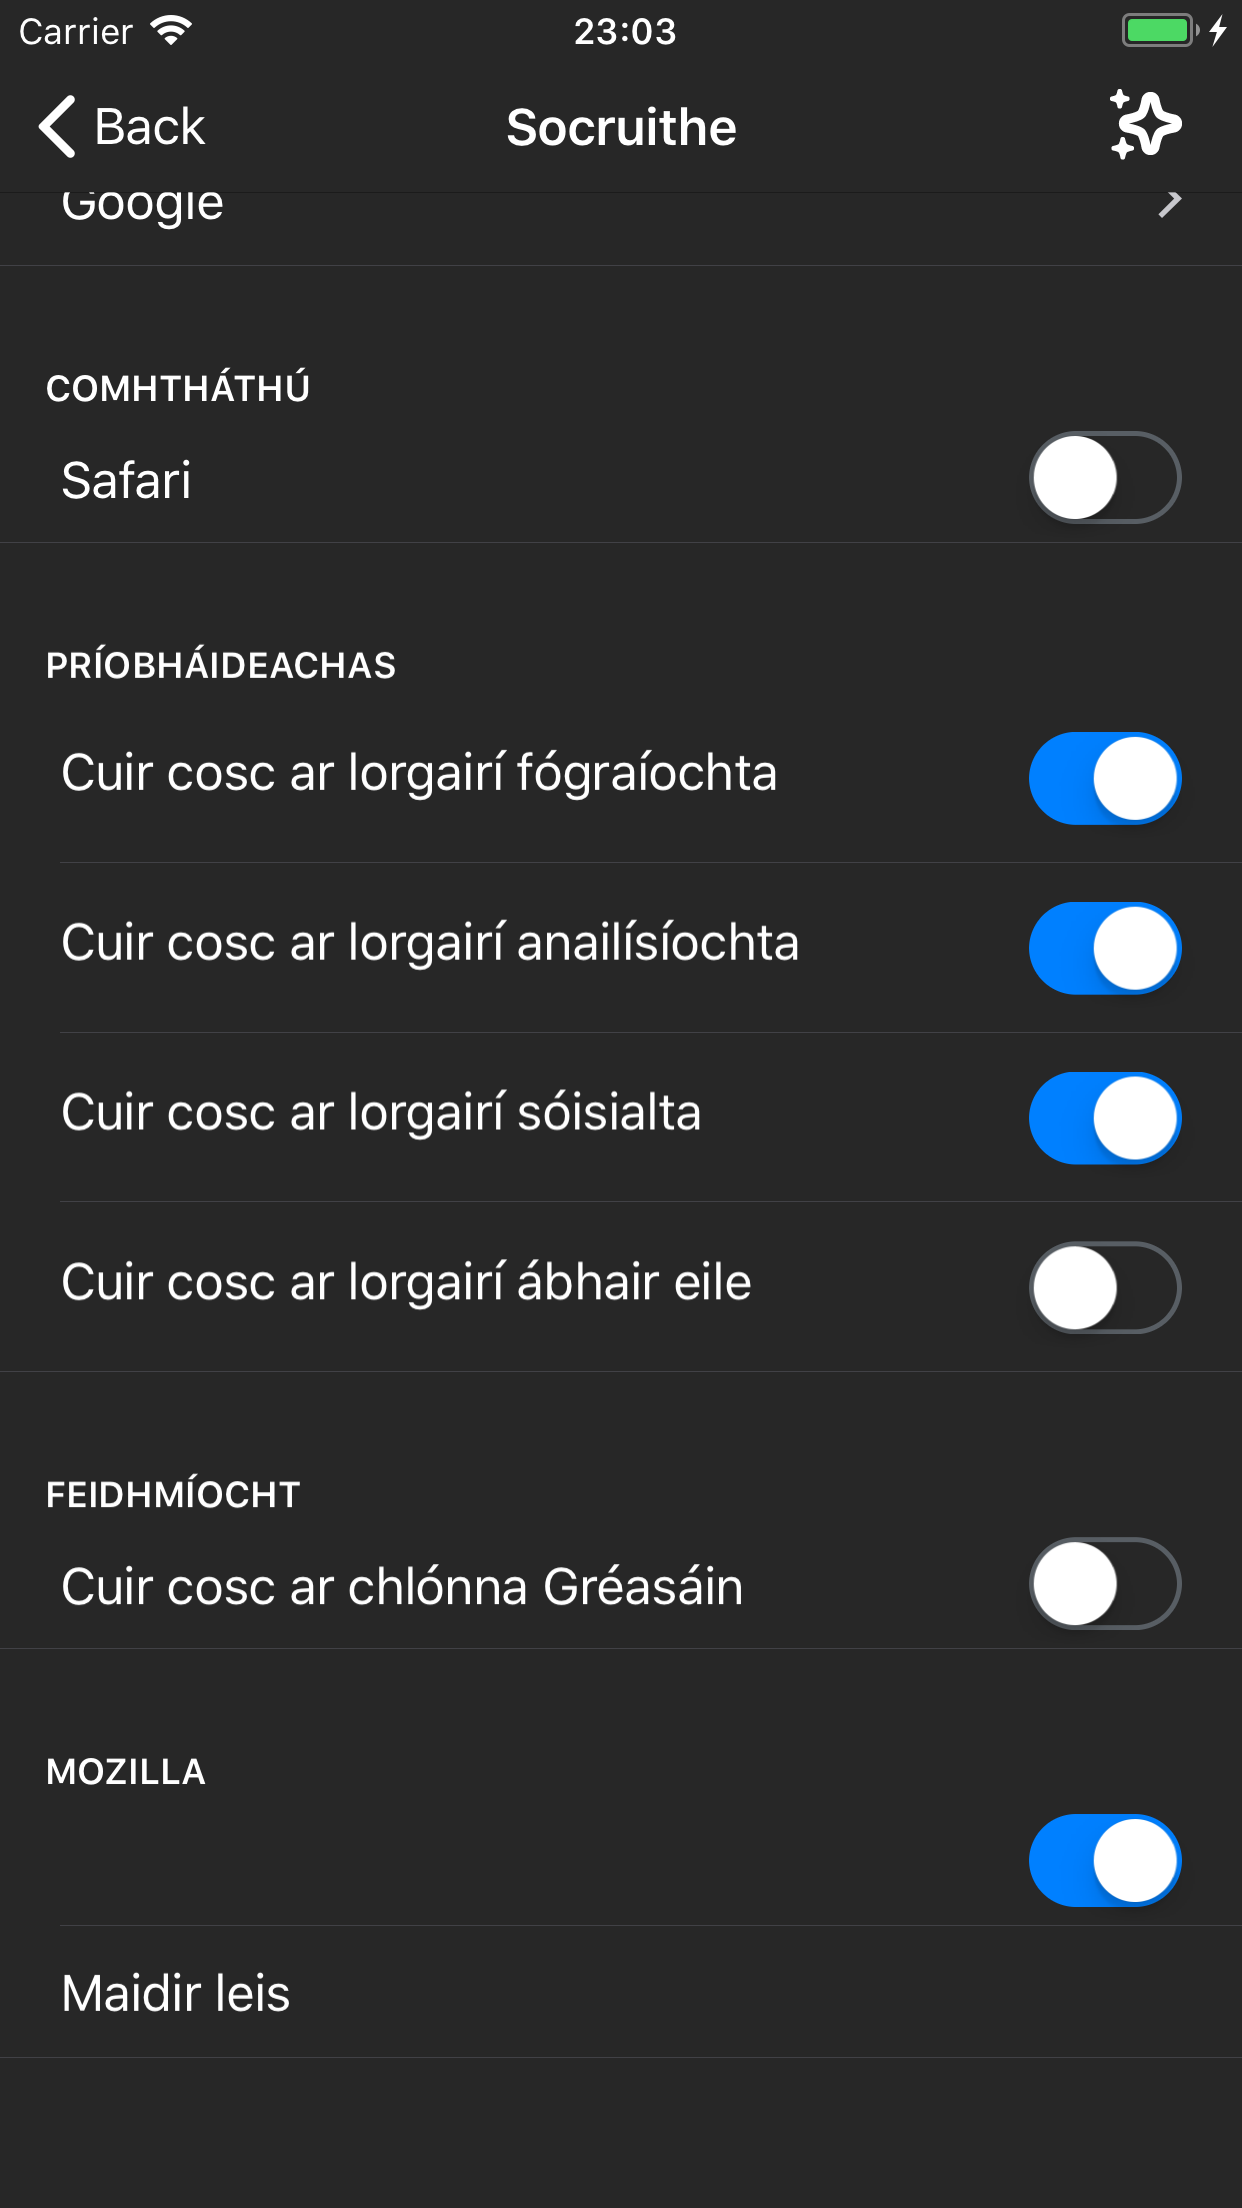 Carrier
23:03
Back
Socruithe
Google
COMHTHÁTHÚ
Safari
PRÍOBHÁIDEACHAS
Cuir cosc ar lorgairí fógraíochta
Cuir cosc ar lorgairí anailísíochta
Cuir cosc ar lorgairí sóisialta
Cuir cosc ar lorgairí ábhair eile
FEIDHMÍOCHT
Cuir cosc ar chlónna Gréasáin
MOZILLA
Maidir leis